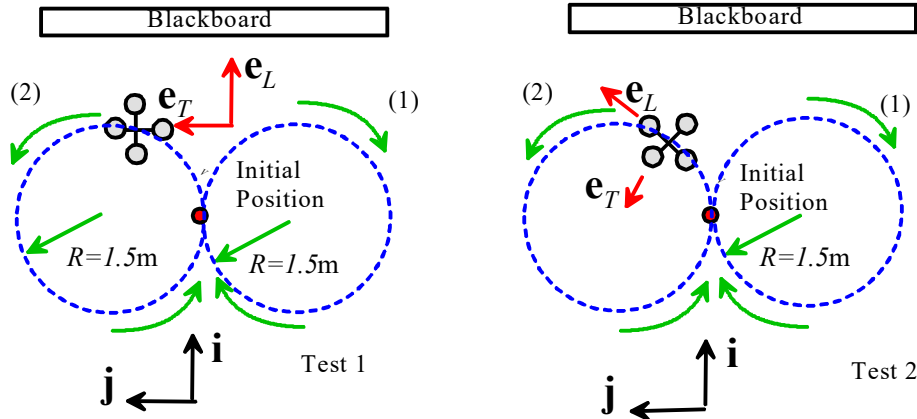 Blackboard
e_L
e_T
(2)
(1)
Initial
Position
R=1.5m
R=1.5m
i
j
Test 1
Blackboard
(2)
e_L
(1)
Initial
Position
e_T
R=1.5m
i
j
Test 2